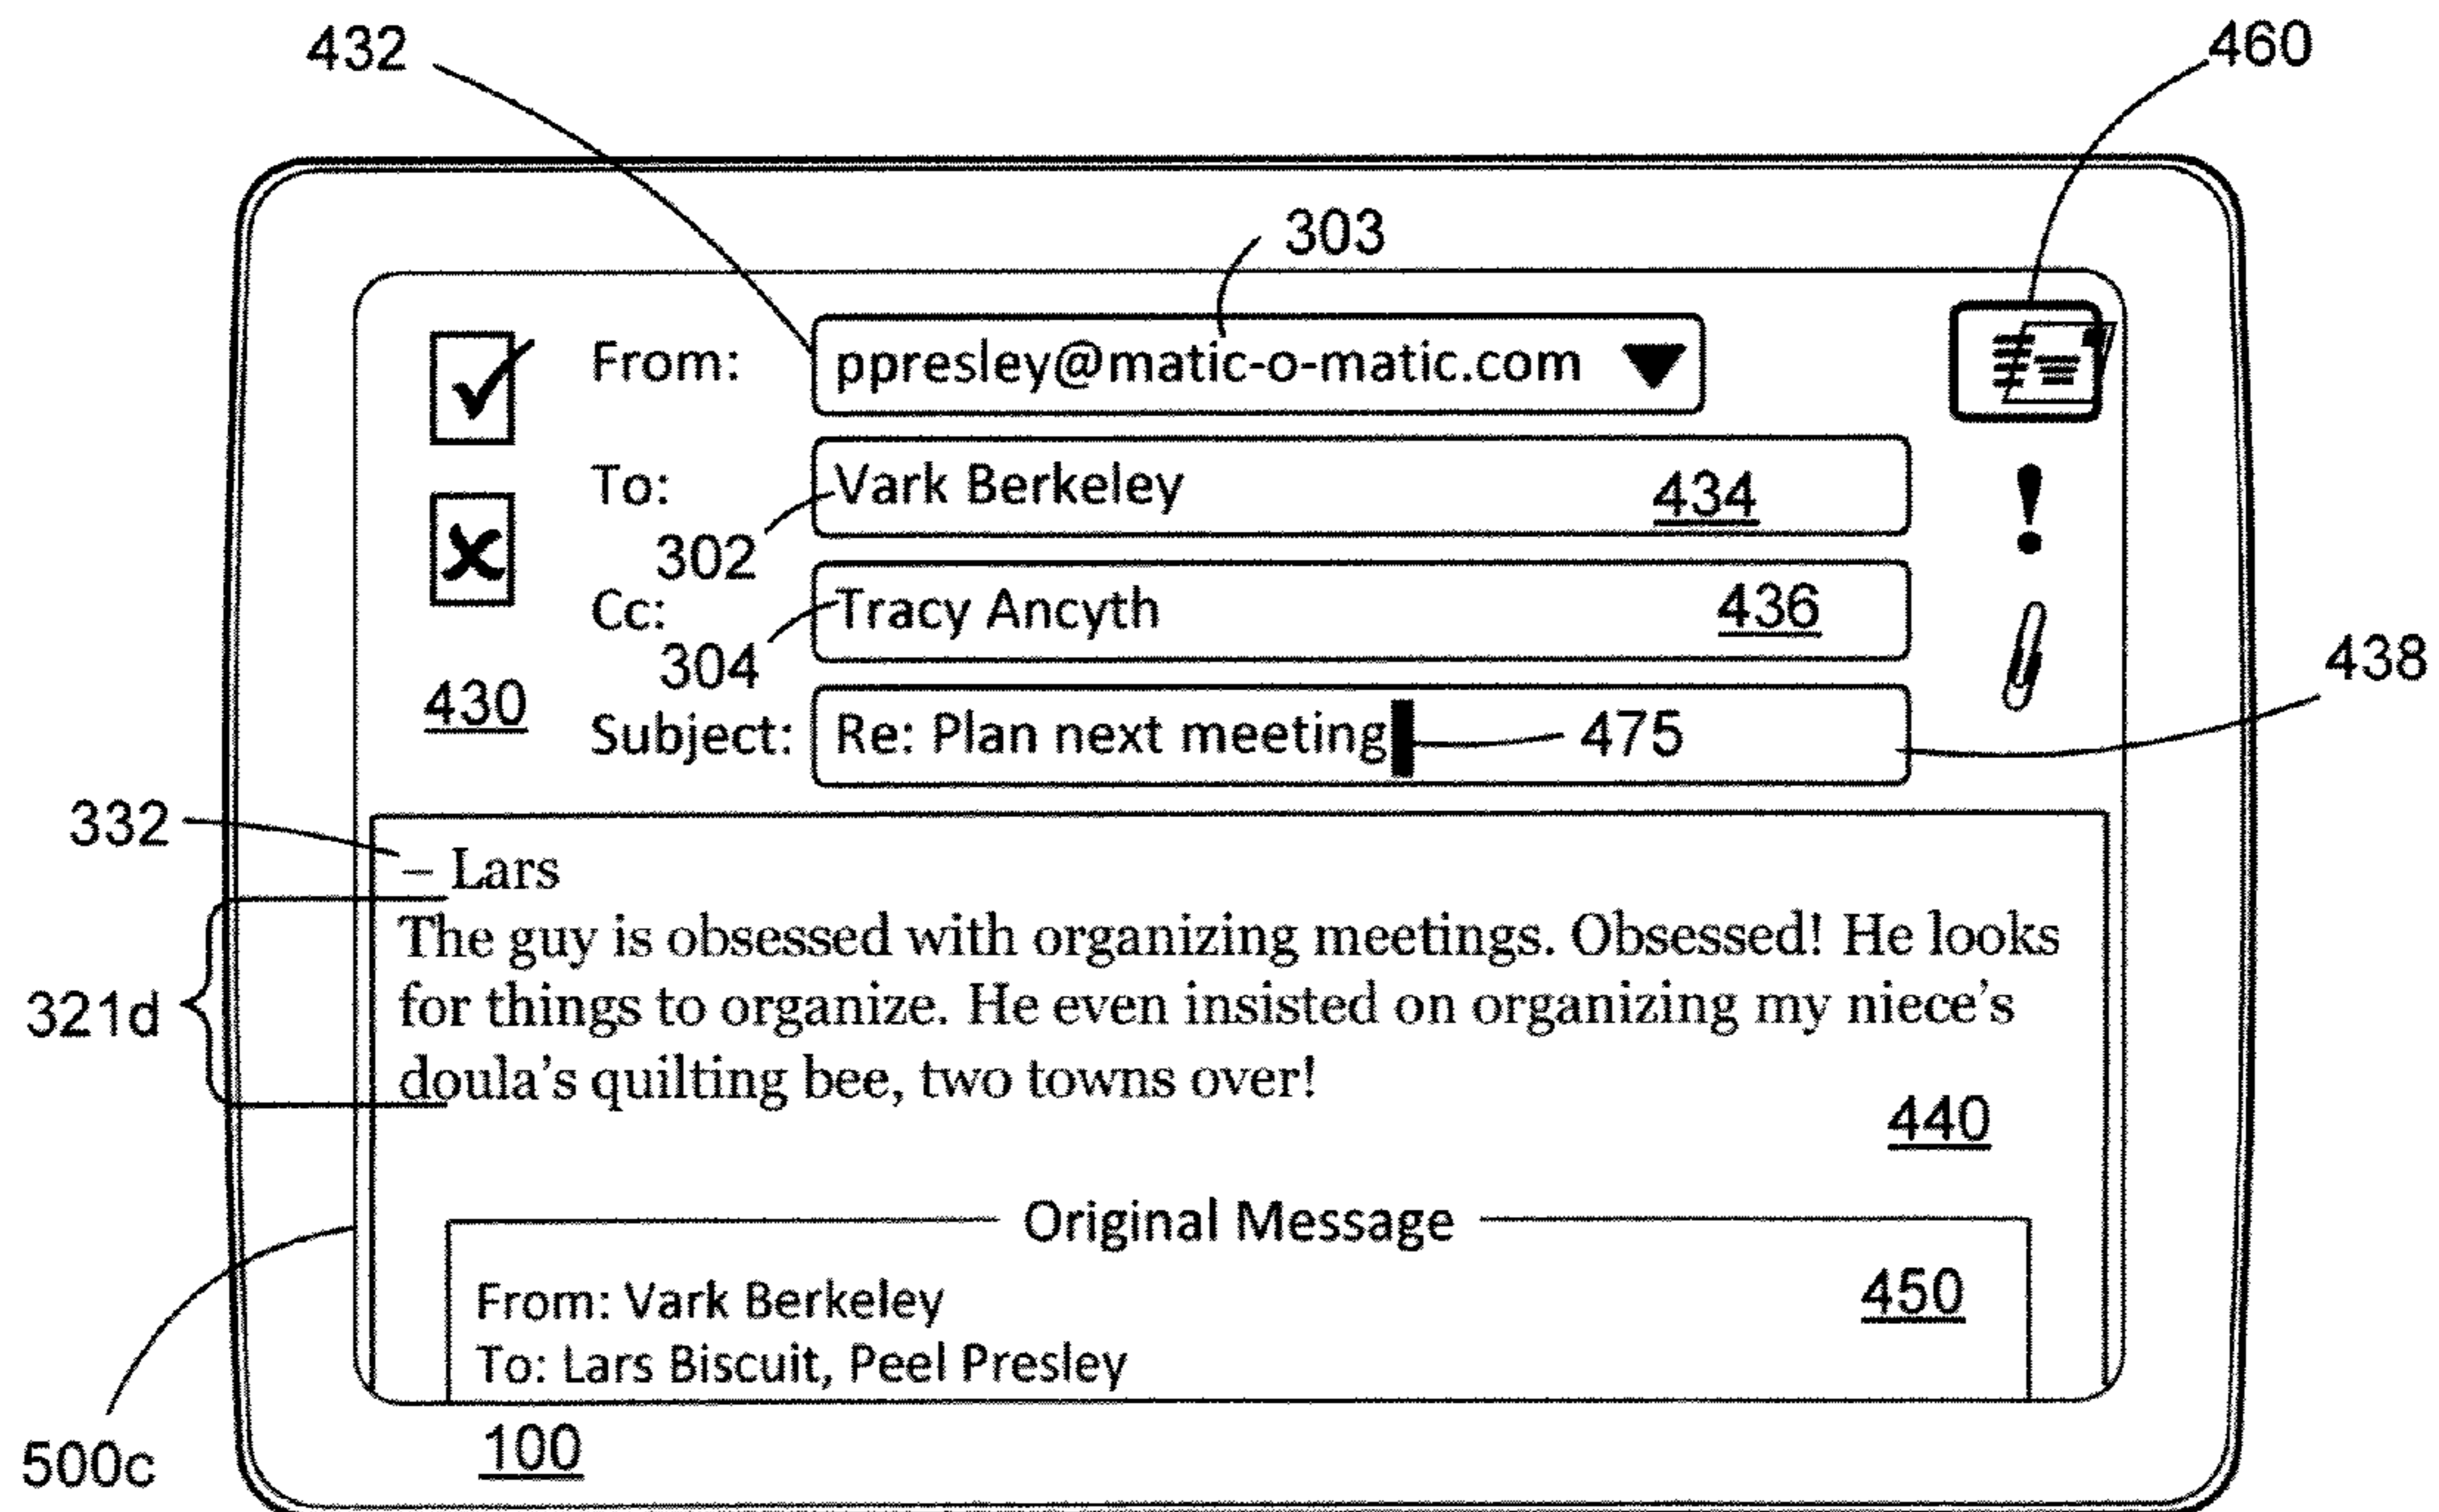 432
460
303
From: ppresley@matic-o-matic.com
To: Vark Berkeley 434
302
Cc: Tracy Ancyth 436
304
438
430
Subject: Re: Plan next meeting 475
332
– Lars
The guy is obsessed with organizing meetings. Obsessed! He looks
for things to organize. He even insisted on organizing my niece's
321d
doula's quilting bee, two towns over!
440
Original Message
From: Vark Berkeley 450
To: Lars Biscuit, Peel Presley
100
500c